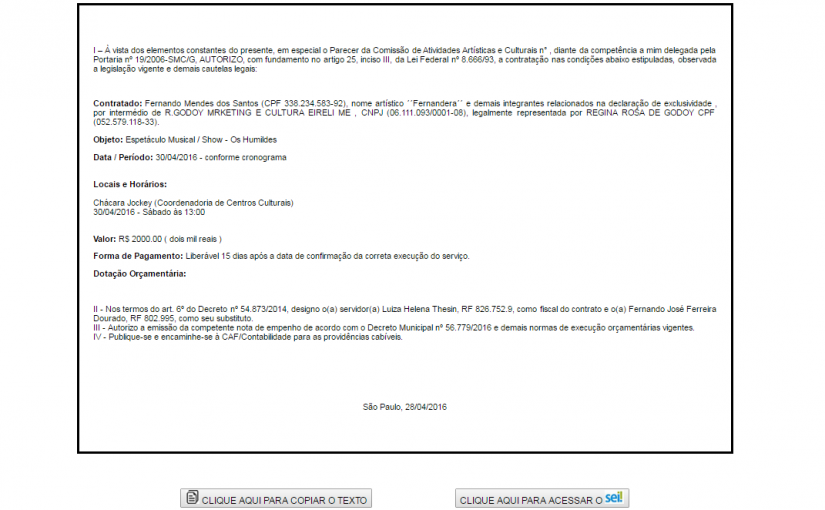 I – Á vista dos elementos constantes do presente, em especial o Parecer da Comissão de Atividades Artísticas e Culturais n° , diante da competência a mim delegada pela
Portaria nº 19/2006-SMC/G, AUTORIZO, com fundamento no artigo 25, inciso III, da Lei Federal nº 8.666/93, a contratação nas condições abaixo estipuladas, observada
a legislação vigente e demais cautelas legais:
Contratado: Fernando Mendes dos Santos (CPF 338.234.583-92), nome artístico ´´Fernandera´´ e demais integrantes relacionados na declaração de exclusividade ,
por intermédio de R.GODOY MRKETING E CULTURA EIRELI ME , CNPJ (06.111.093/0001-08), legalmente representada por REGINA ROSA DE GODOY CPF
(052.579.118-33).
Objeto: Espetáculo Musical / Show - Os Humildes
Data / Período: 30/04/2016 - conforme cronograma
Locais e Horários:
Chácara Jockey (Coordenadoria de Centros Culturais)
30/04/2016 - Sábado às 13:00
Valor: R$ 2000.00 ( dois mil reais )
Forma de Pagamento: Liberável 15 dias após a data de confirmação da correta execução do serviço.
Dotação Orçamentária:
II - Nos termos do art. 6º do Decreto nº 54.873/2014, designo o(a) servidor(a) Luiza Helena Thesin, RF 826.752.9, como fiscal do contrato e o(a) Fernando José Ferreira
Dourado, RF 802.995, como seu substituto.
III - Autorizo a emissão da competente nota de empenho de acordo com o Decreto Municipal nº 56.779/2016 e demais normas de execução orçamentárias vigentes.
IV - Publique-se e encaminhe-se à CAF/Contabilidade para as providências cabíveis.
São Paulo, 28/04/2016
CLIQUE AQUI PARA COPIAR O TEXTO
CLIQUE AQUI PARA ACESSAR O sei!